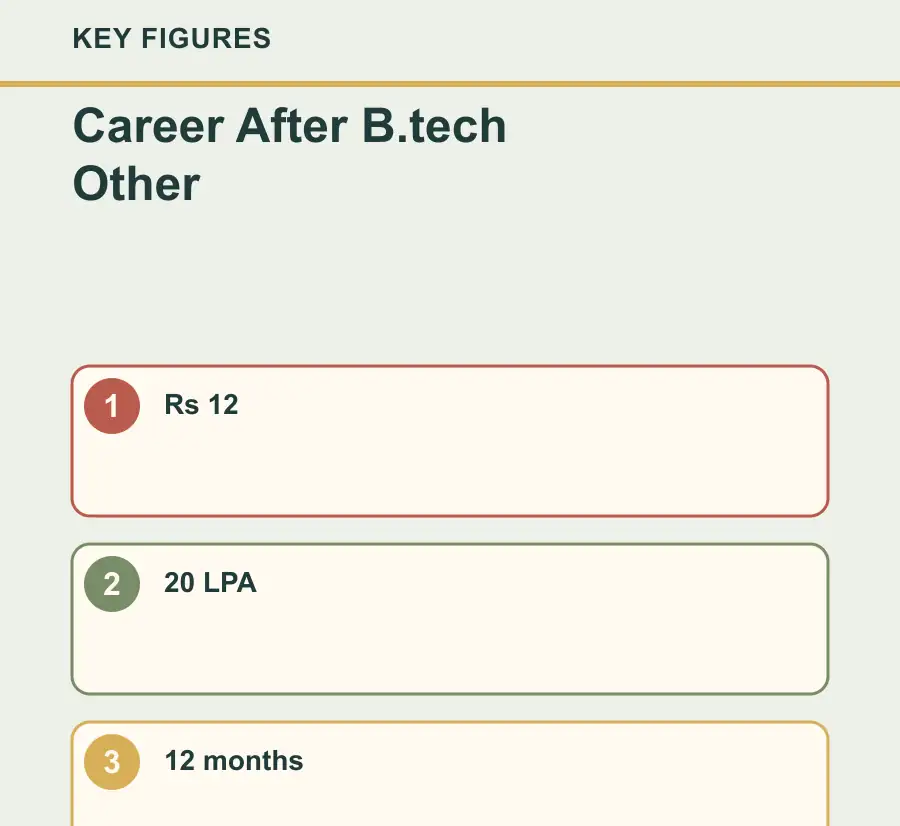 KEY FIGURES
Career After B.tech
Other
1 Rs 12
2 20 LPA
3 12 months